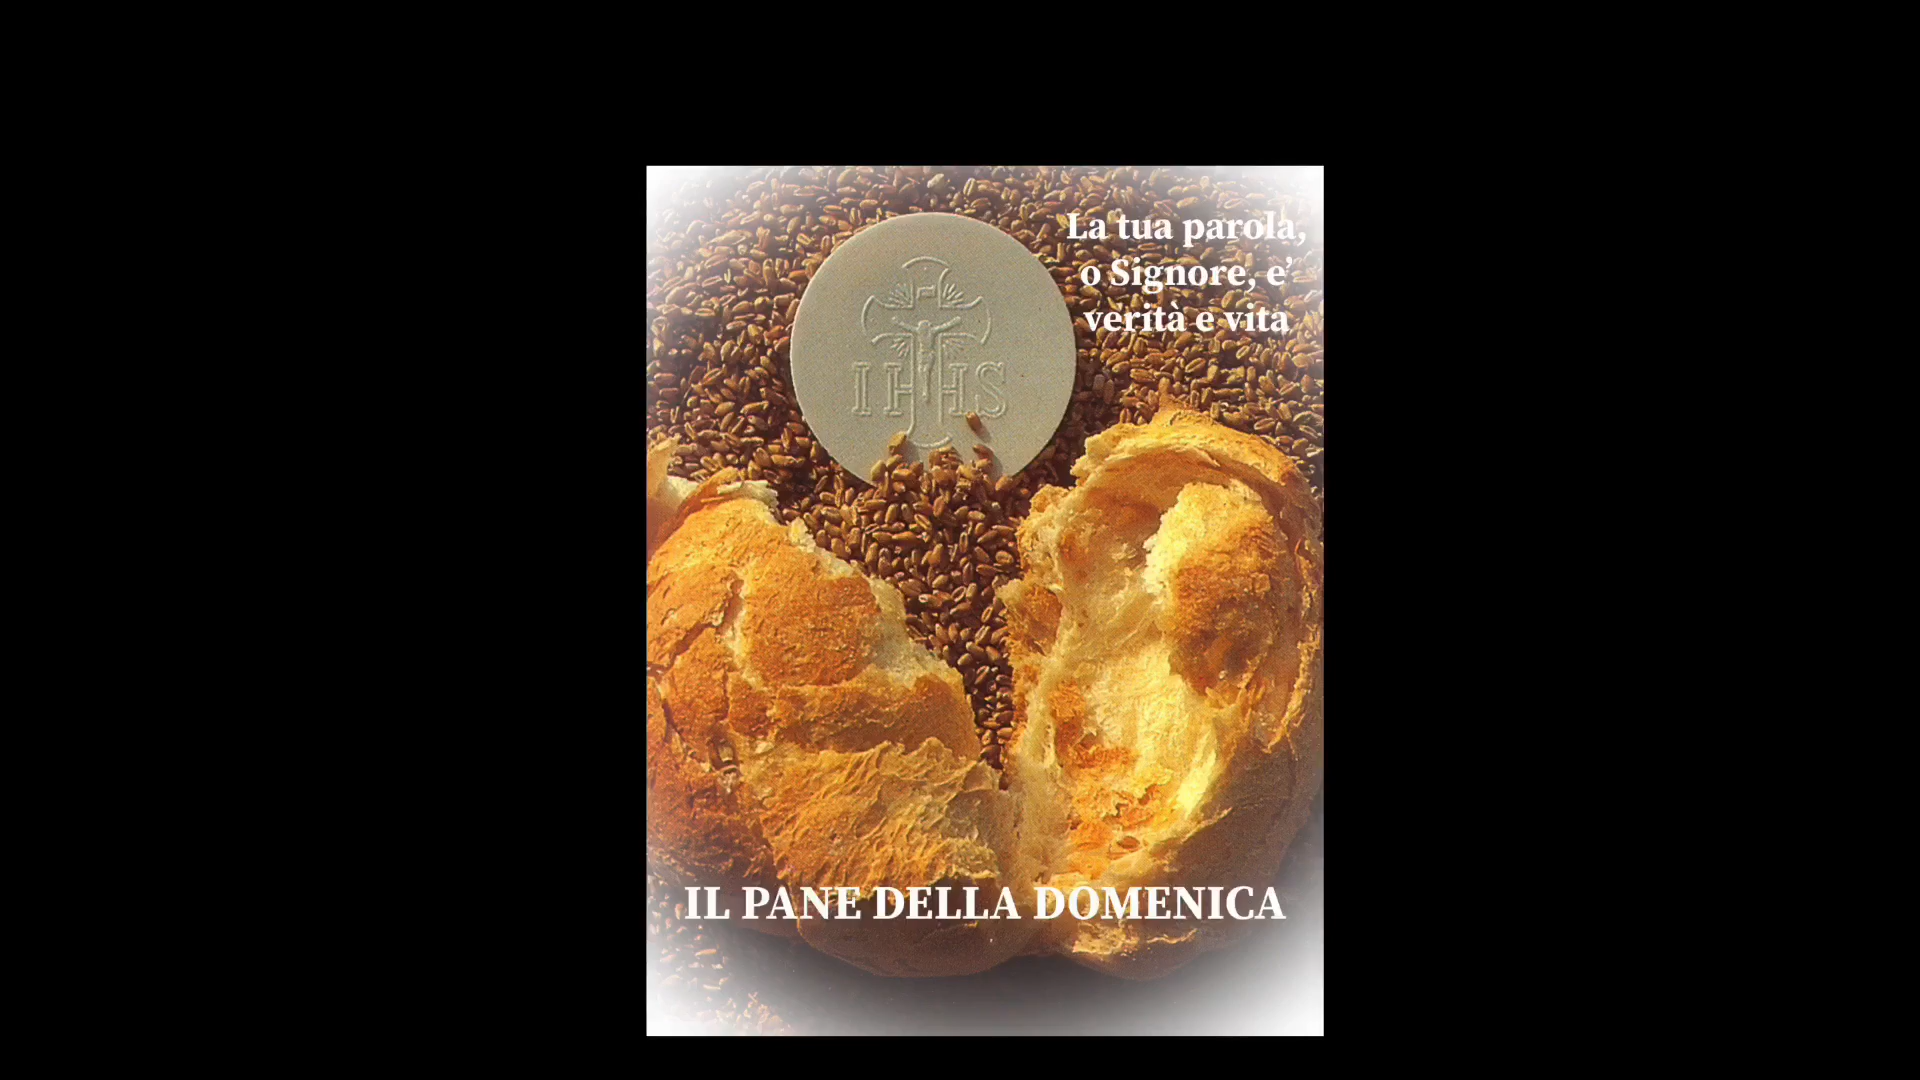 La tua parola,
o Signore, e’
verità e vita
IHS
IL PANE DELLA DOMENICA